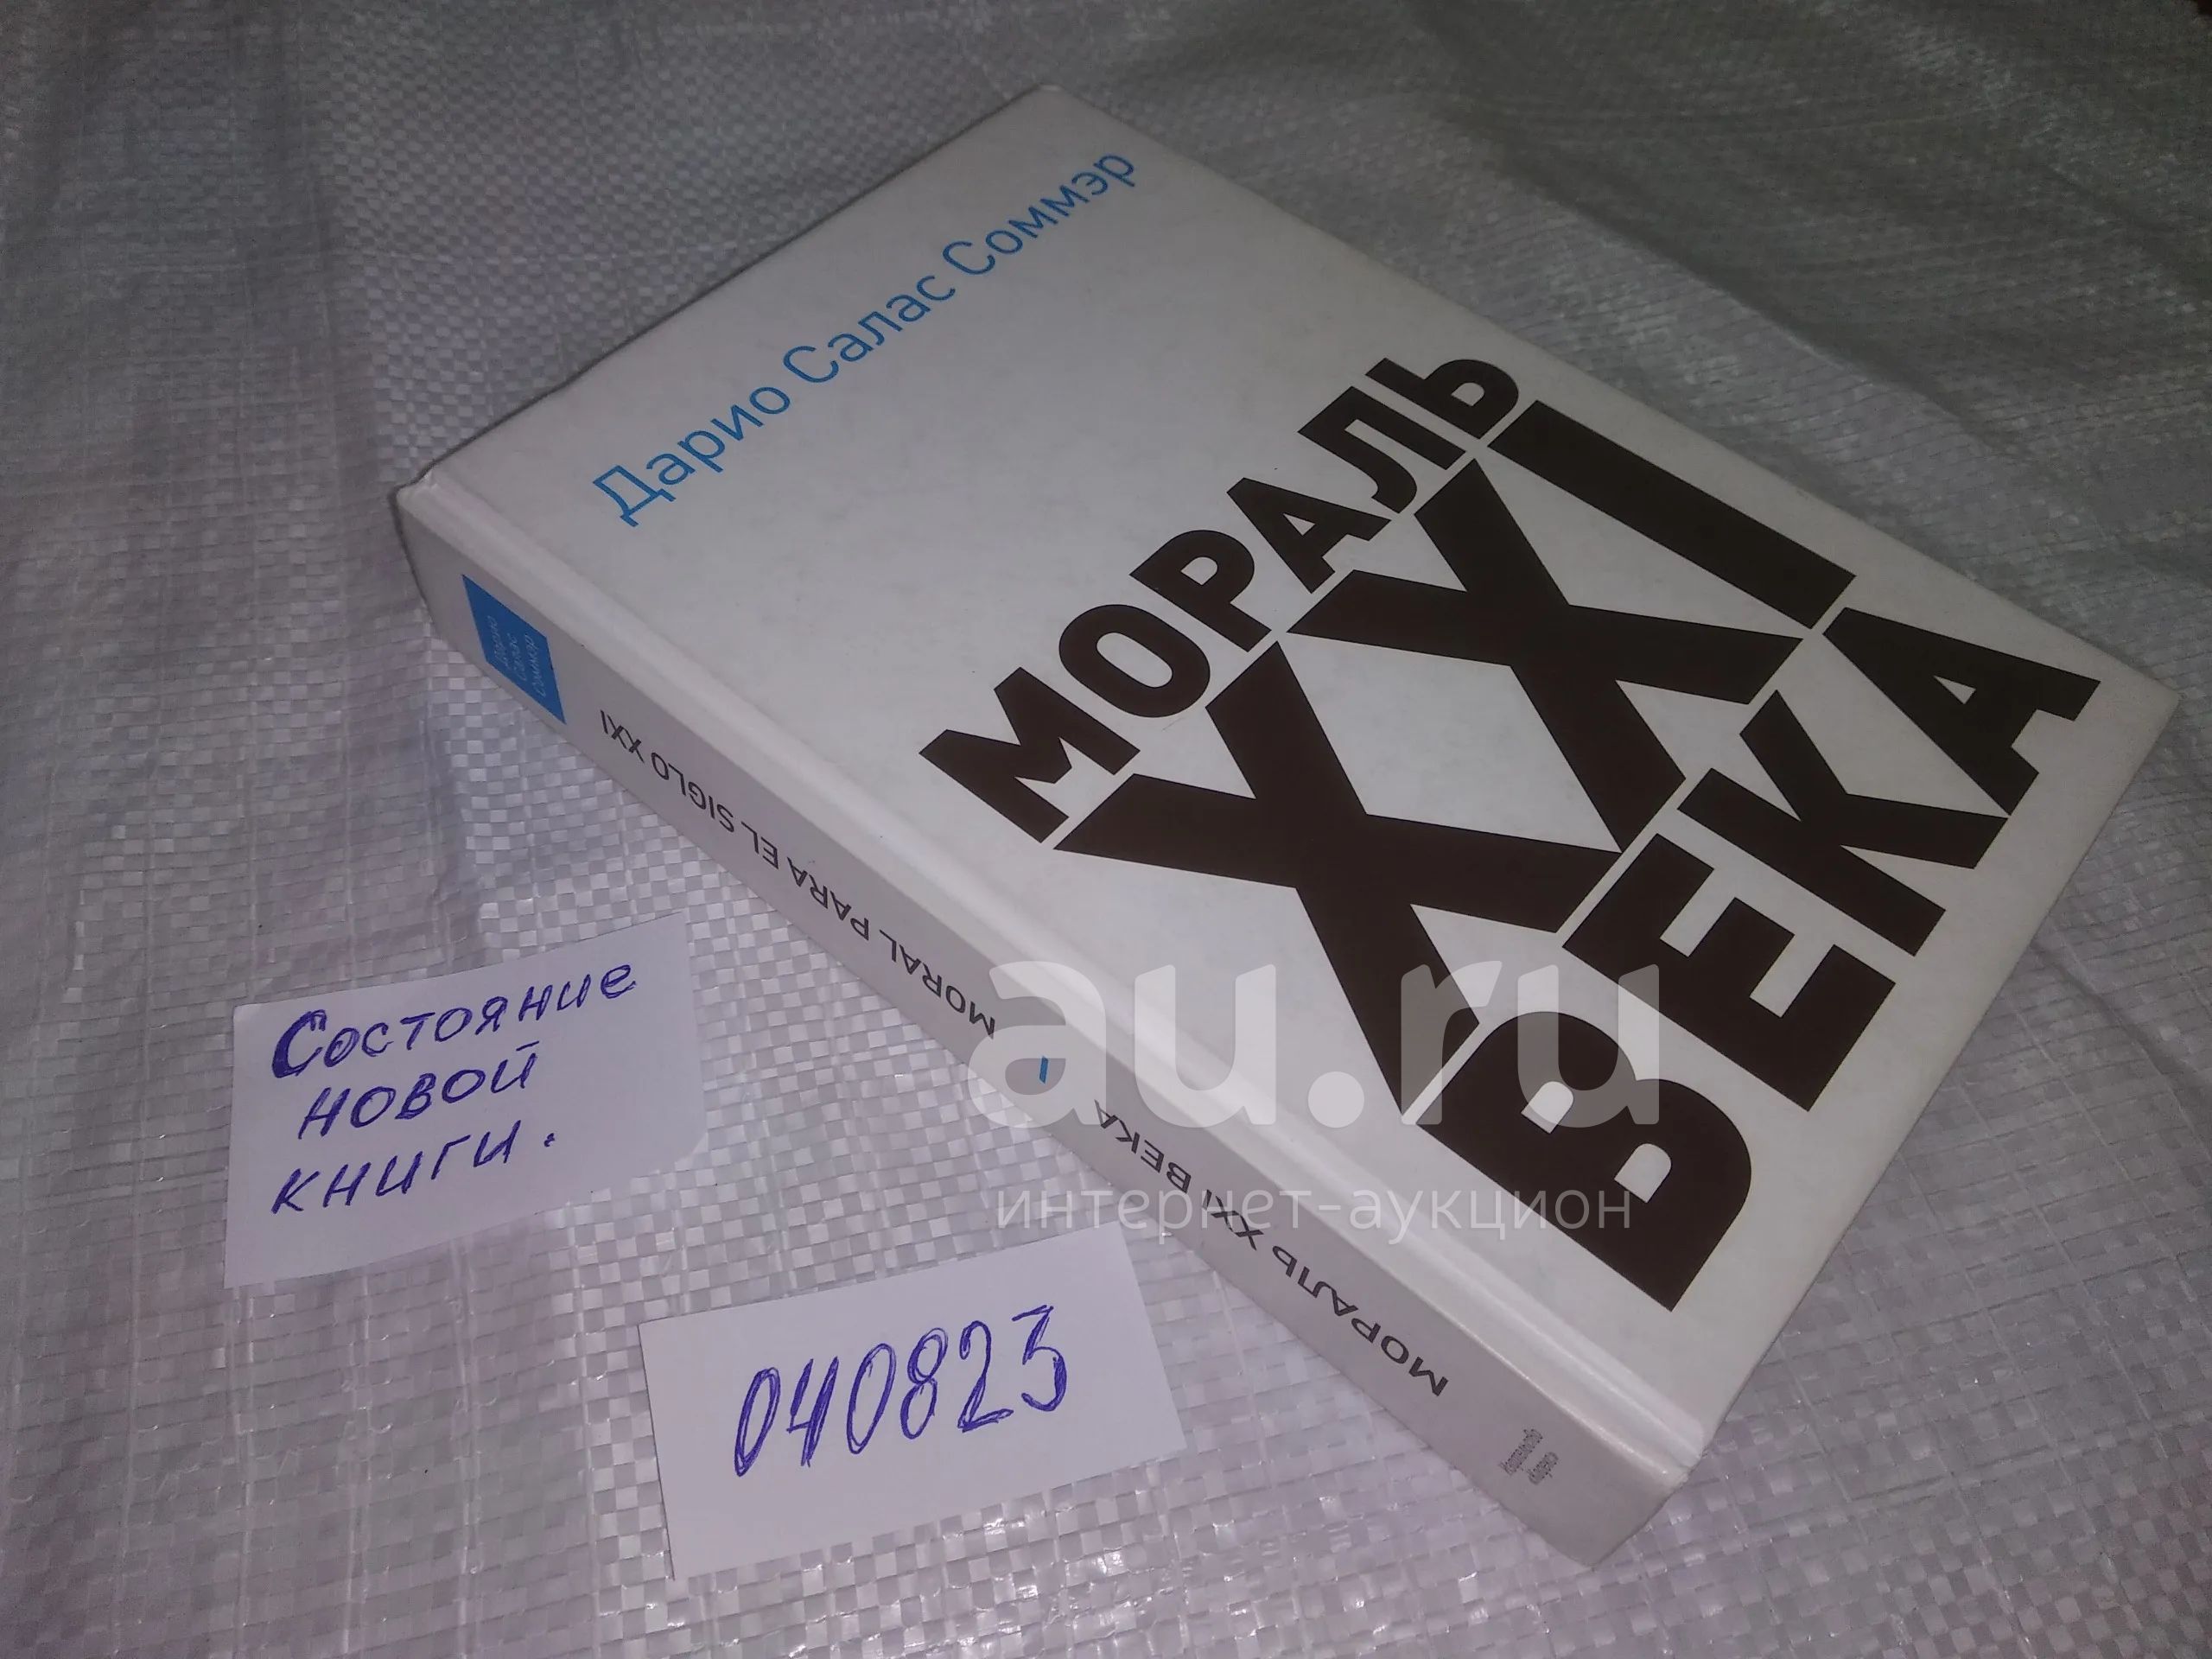 Дарио Салас Соммэр
МОРАЛЬ
XXI
ВЕКА
Дарио
Салас
Соммэр
MORAL PARA EL SIGLO XXI
МОРАЛЬ XXI ВЕКА
au.ru
интернет-аукцион
Состояние
новой
книги.
040823